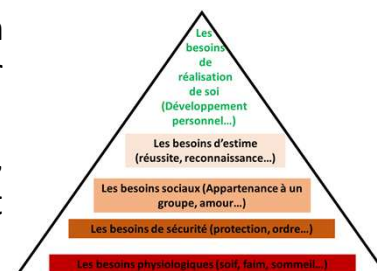 Les
besoins
de
réalisation
de soi
(Développement
personnel...)
Les besoins d'estime
(réussite, reconnaissance...)
Les besoins sociaux (Appartenance à un
groupe, amour...)
Les besoins de sécurité (protection, ordre...)
Les besoins physiologiques (soif, faim, sommeil...)